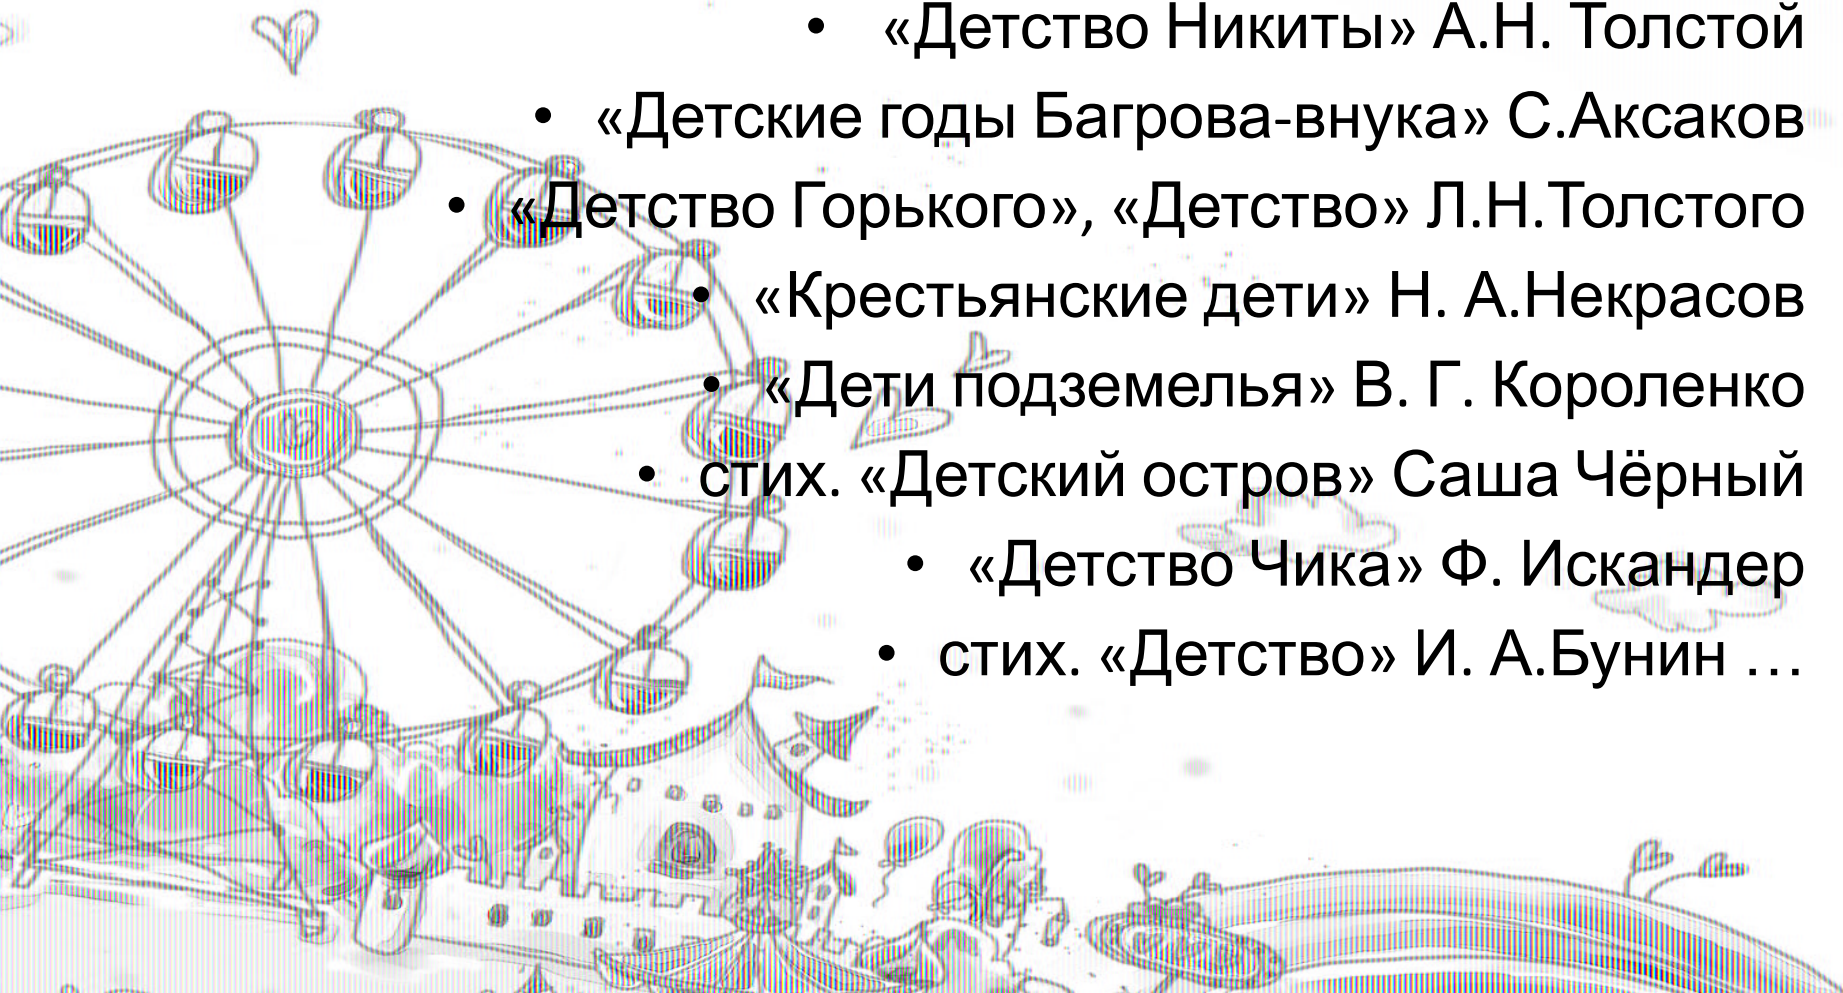 • «Детство Никиты» А.Н. Толстой
• «Детские годы Багрова-внука» С.Аксаков
• «Детство Горького», «Детство» Л.Н.Толстого
• «Крестьянские дети» Н. А.Некрасов
• «Дети подземелья» В. Г. Короленко
• стих. «Детский остров» Саша Чёрный
• «Детство Чика» Ф. Искандер
• стих. «Детство» И. А.Бунин …